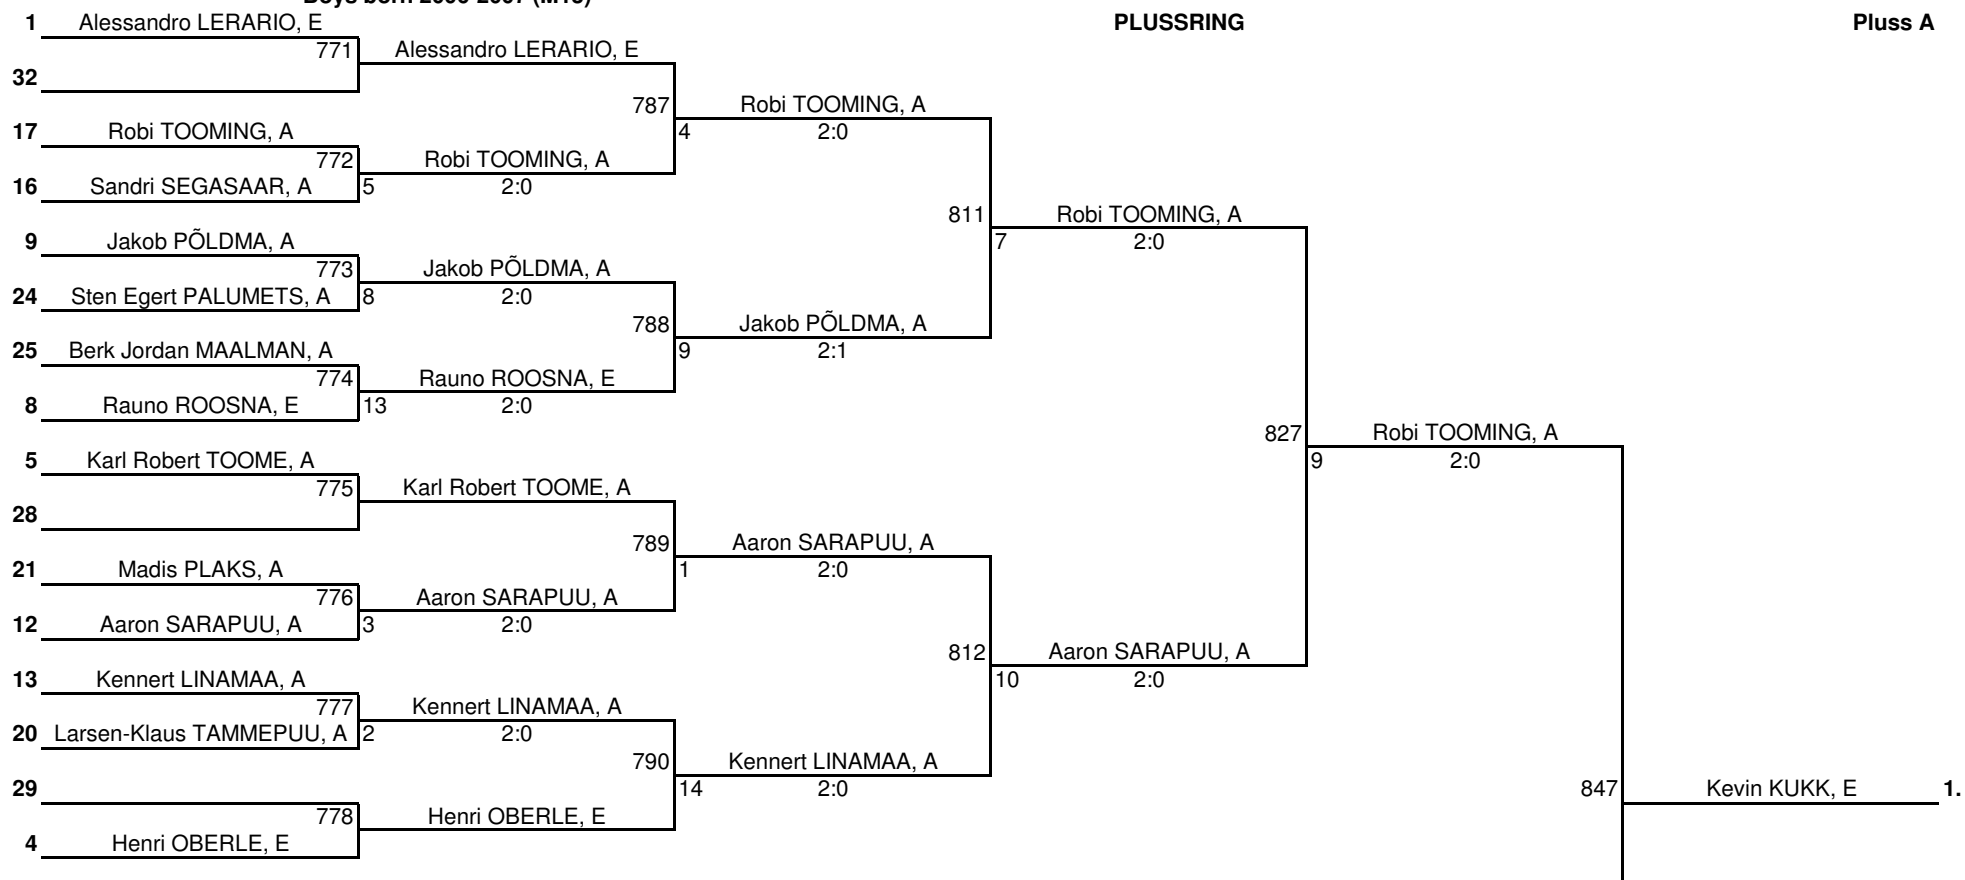 Boys born 2006-2007 (M15)
1 Alessandro LERARIO, E PLUSSRING Pluss A
771 Alessandro LERARIO, E
32
787 Robi TOOMING, A
17 Robi TOOMING, A 4 2:0
772 Robi TOOMING, A
16 Sandri SEGASAAR, A 5 2:0
811 Robi TOOMING, A
9 Jakob PÕLDMA, A 7 2:0
773 Jakob PÕLDMA, A
24 Sten Egert PALUMETS, A 8 2:0
788 Jakob PÕLDMA, A
25 Berk Jordan MAALMAN, A 9 2:1
774 Rauno ROOSNA, E
8 Rauno ROOSNA, E 13 2:0
827 Robi TOOMING, A
5 Karl Robert TOOME, A 9 2:0
775 Karl Robert TOOME, A
28
789 Aaron SARAPUU, A
21 Madis PLAKS, A 1 2:0
776 Aaron SARAPUU, A
12 Aaron SARAPUU, A 3 2:0
812 Aaron SARAPUU, A
13 Kennert LINAMAA, A 10 2:0
777 Kennert LINAMAA, A
20 Larsen-Klaus TAMMEPUU, A 2 2:0
790 Kennert LINAMAA, A
29 14 2:0 847 Kevin KUKK, E 1.
778 Henri OBERLE, E
4 Henri OBERLE, E